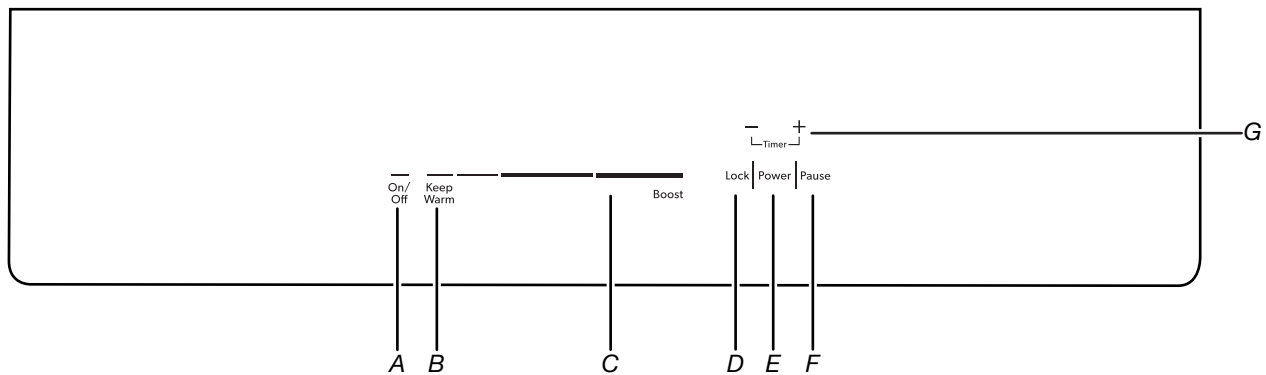 − +
Timer
G
On/
Off
Keep
Warm
Boost
Lock Power Pause
A B C D E F